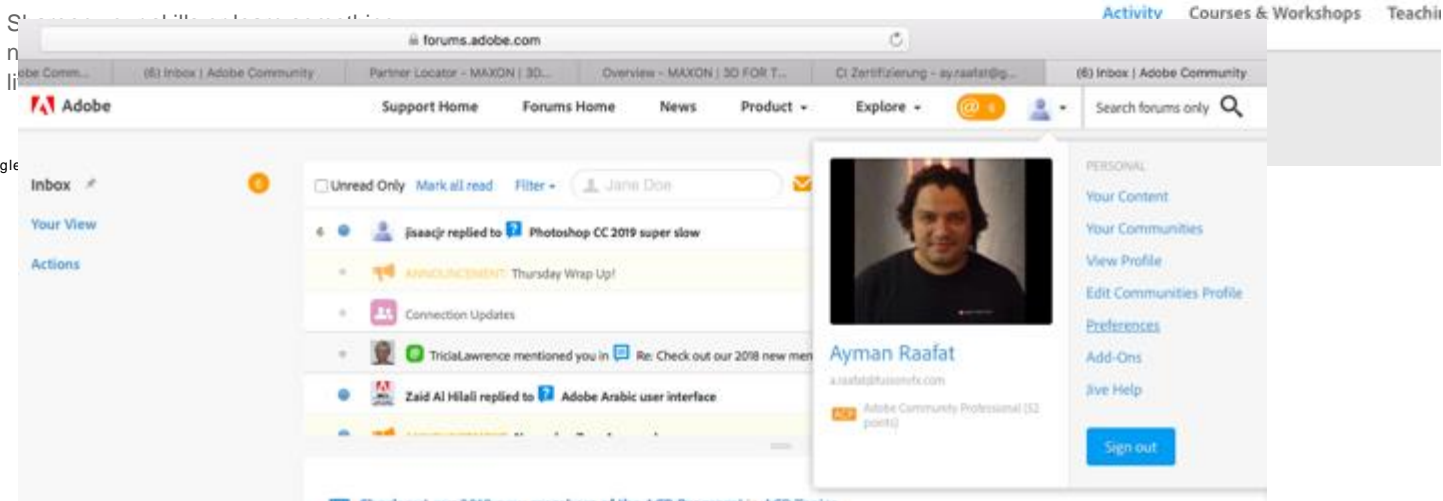 Activity Courses & Workshops
forums.adobe.com
(6) Inbox | Adobe Community
Partner Locator - MAXON | 3D...
Overview - MAXON | 3D FOR T...
CI Zertifizierung -
(6) Inbox | Adobe Community
Adobe
Support Home
Forums Home
News
Product
Explore
Search forums only
Inbox
6
Your View
Actions
Unread Only Mark all read Filter Jane Doe
6 jisaacjr replied to Photoshop CC 2019 super slow
ANNOUNCEMENT: Thursday Wrap Up!
Connection Updates
TriciaLawrence mentioned you in Re: Check out our 2018 new
Zaid Al Hilali replied to Adobe Arabic user interface
Ayman Raafat
ACP Adobe Community Professional (52
points)
PERSONAL
Your Content
Your Communities
View Profile
Edit Communities Profile
Preferences
Add-Ons
Jive Help
Sign out